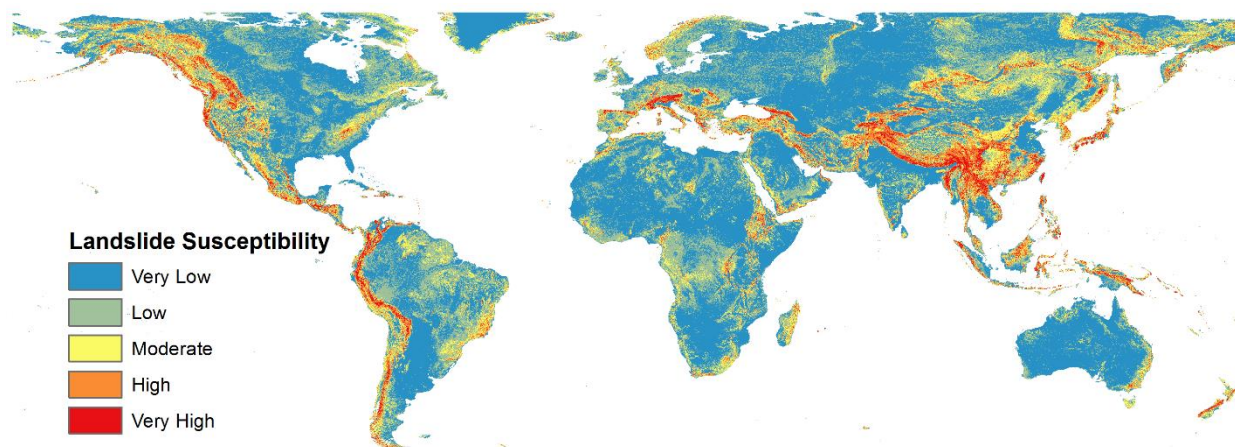 Landslide Susceptibility
Very Low
Low
Moderate
High
Very High